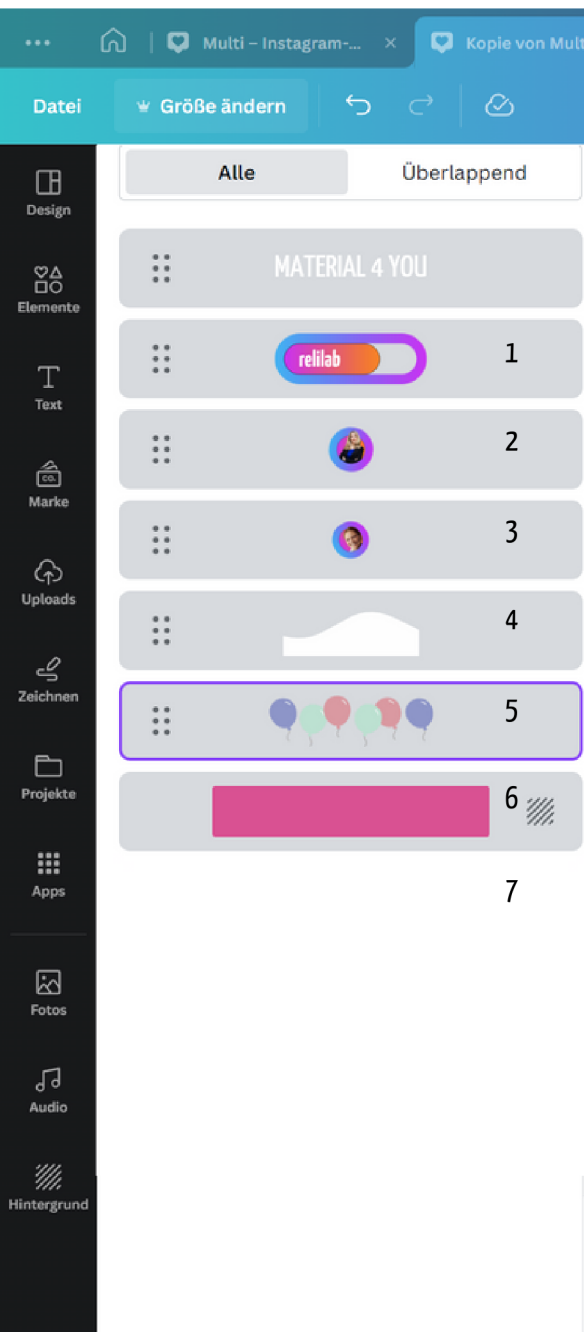 Multi – Instagram-...
Kopie von Mult
Datei
Größe ändern
Alle
Überlappend
Design
MATERIAL 4 YOU
Elemente
relilab
1
Text
2
Marke
3
Uploads
4
Zeichnen
5
Projekte
6
Apps
7
Fotos
Audio
Hintergrund
CO.